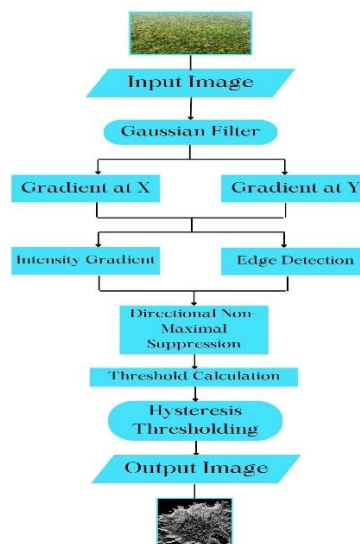 Input Image
Gaussian Filter
Gradient at X
Gradient at Y
Intensity Gradient
Edge Detection
Directional Non-
Maximal
Suppression
Threshold Calculation
Hysteresis
Thresholding
Output Image